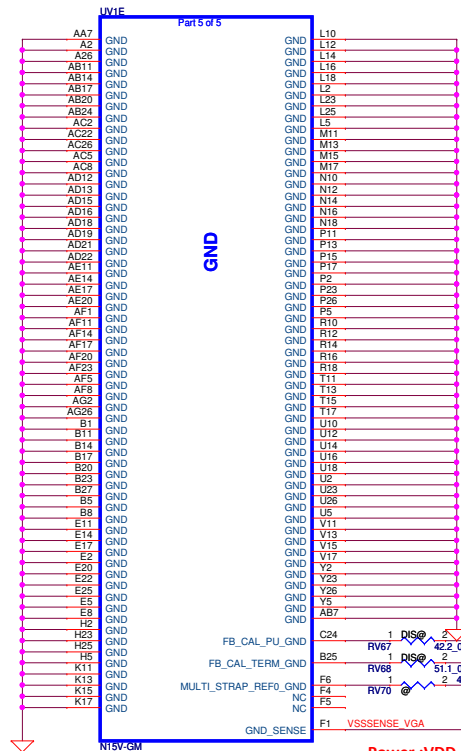 UV1E
Part 5 of 5
AA7 GND GND L10
A2 GND GND L12
A26 GND GND L14
AB11 GND GND L16
AB14 GND GND L18
AB17 GND GND L2
AB20 GND GND L23
AB24 GND GND L25
AC2 GND GND L5
AC22 GND GND M11
AC26 GND GND M13
AC5 GND GND M15
AC8 GND GND M17
AD12 GND GND N10
AD13 GND GND N12
AD15 GND GND N14
AD16 GND GND N16
AD18 GND GND N18
AD19 GND GND P11
AD21 GND GND P13
AD22 GND GND P15
AE11 GND GND P17
AE14 GND GND P2
AE17 GND GND P23
AE20 GND GND P26
AF1 GND GND P5
AF11 GND GND R10
AF14 GND GND R12
AF17 GND GND R14
AF20 GND GND R16
AF23 GND GND R18
AF5 GND GND T11
AF8 GND GND T13
AG2 GND GND T15
AG26 GND GND T17
B1 GND GND U10
B11 GND GND U12
B14 GND GND U14
B17 GND GND U16
B20 GND GND U18
B23 GND GND U2
B27 GND GND U23
B5 GND GND U26
B8 GND GND U5
E11 GND GND V11
E14 GND GND V13
E17 GND GND V15
E2 GND GND V17
E20 GND GND Y2
E22 GND GND Y23
E25 GND GND Y26
E5 GND GND Y5
E8 GND GND AB7
H2 GND
H23 GND FB_CAL_PU_GND C24 1 DIS@ 2
H25 GND RV67 42.2_0
H5 GND FB_CAL_TERM_GND B25 1 DIS@ 2
K11 GND RV68 51.1_0
K13 GND MULTI_STRAP_REF0_GND F6 1 2 4
K15 GND NC F4 RV70 @
K17 GND NC F5
GND_SENSE F1 VSSSENSE_VGA
GND
N15V-GM